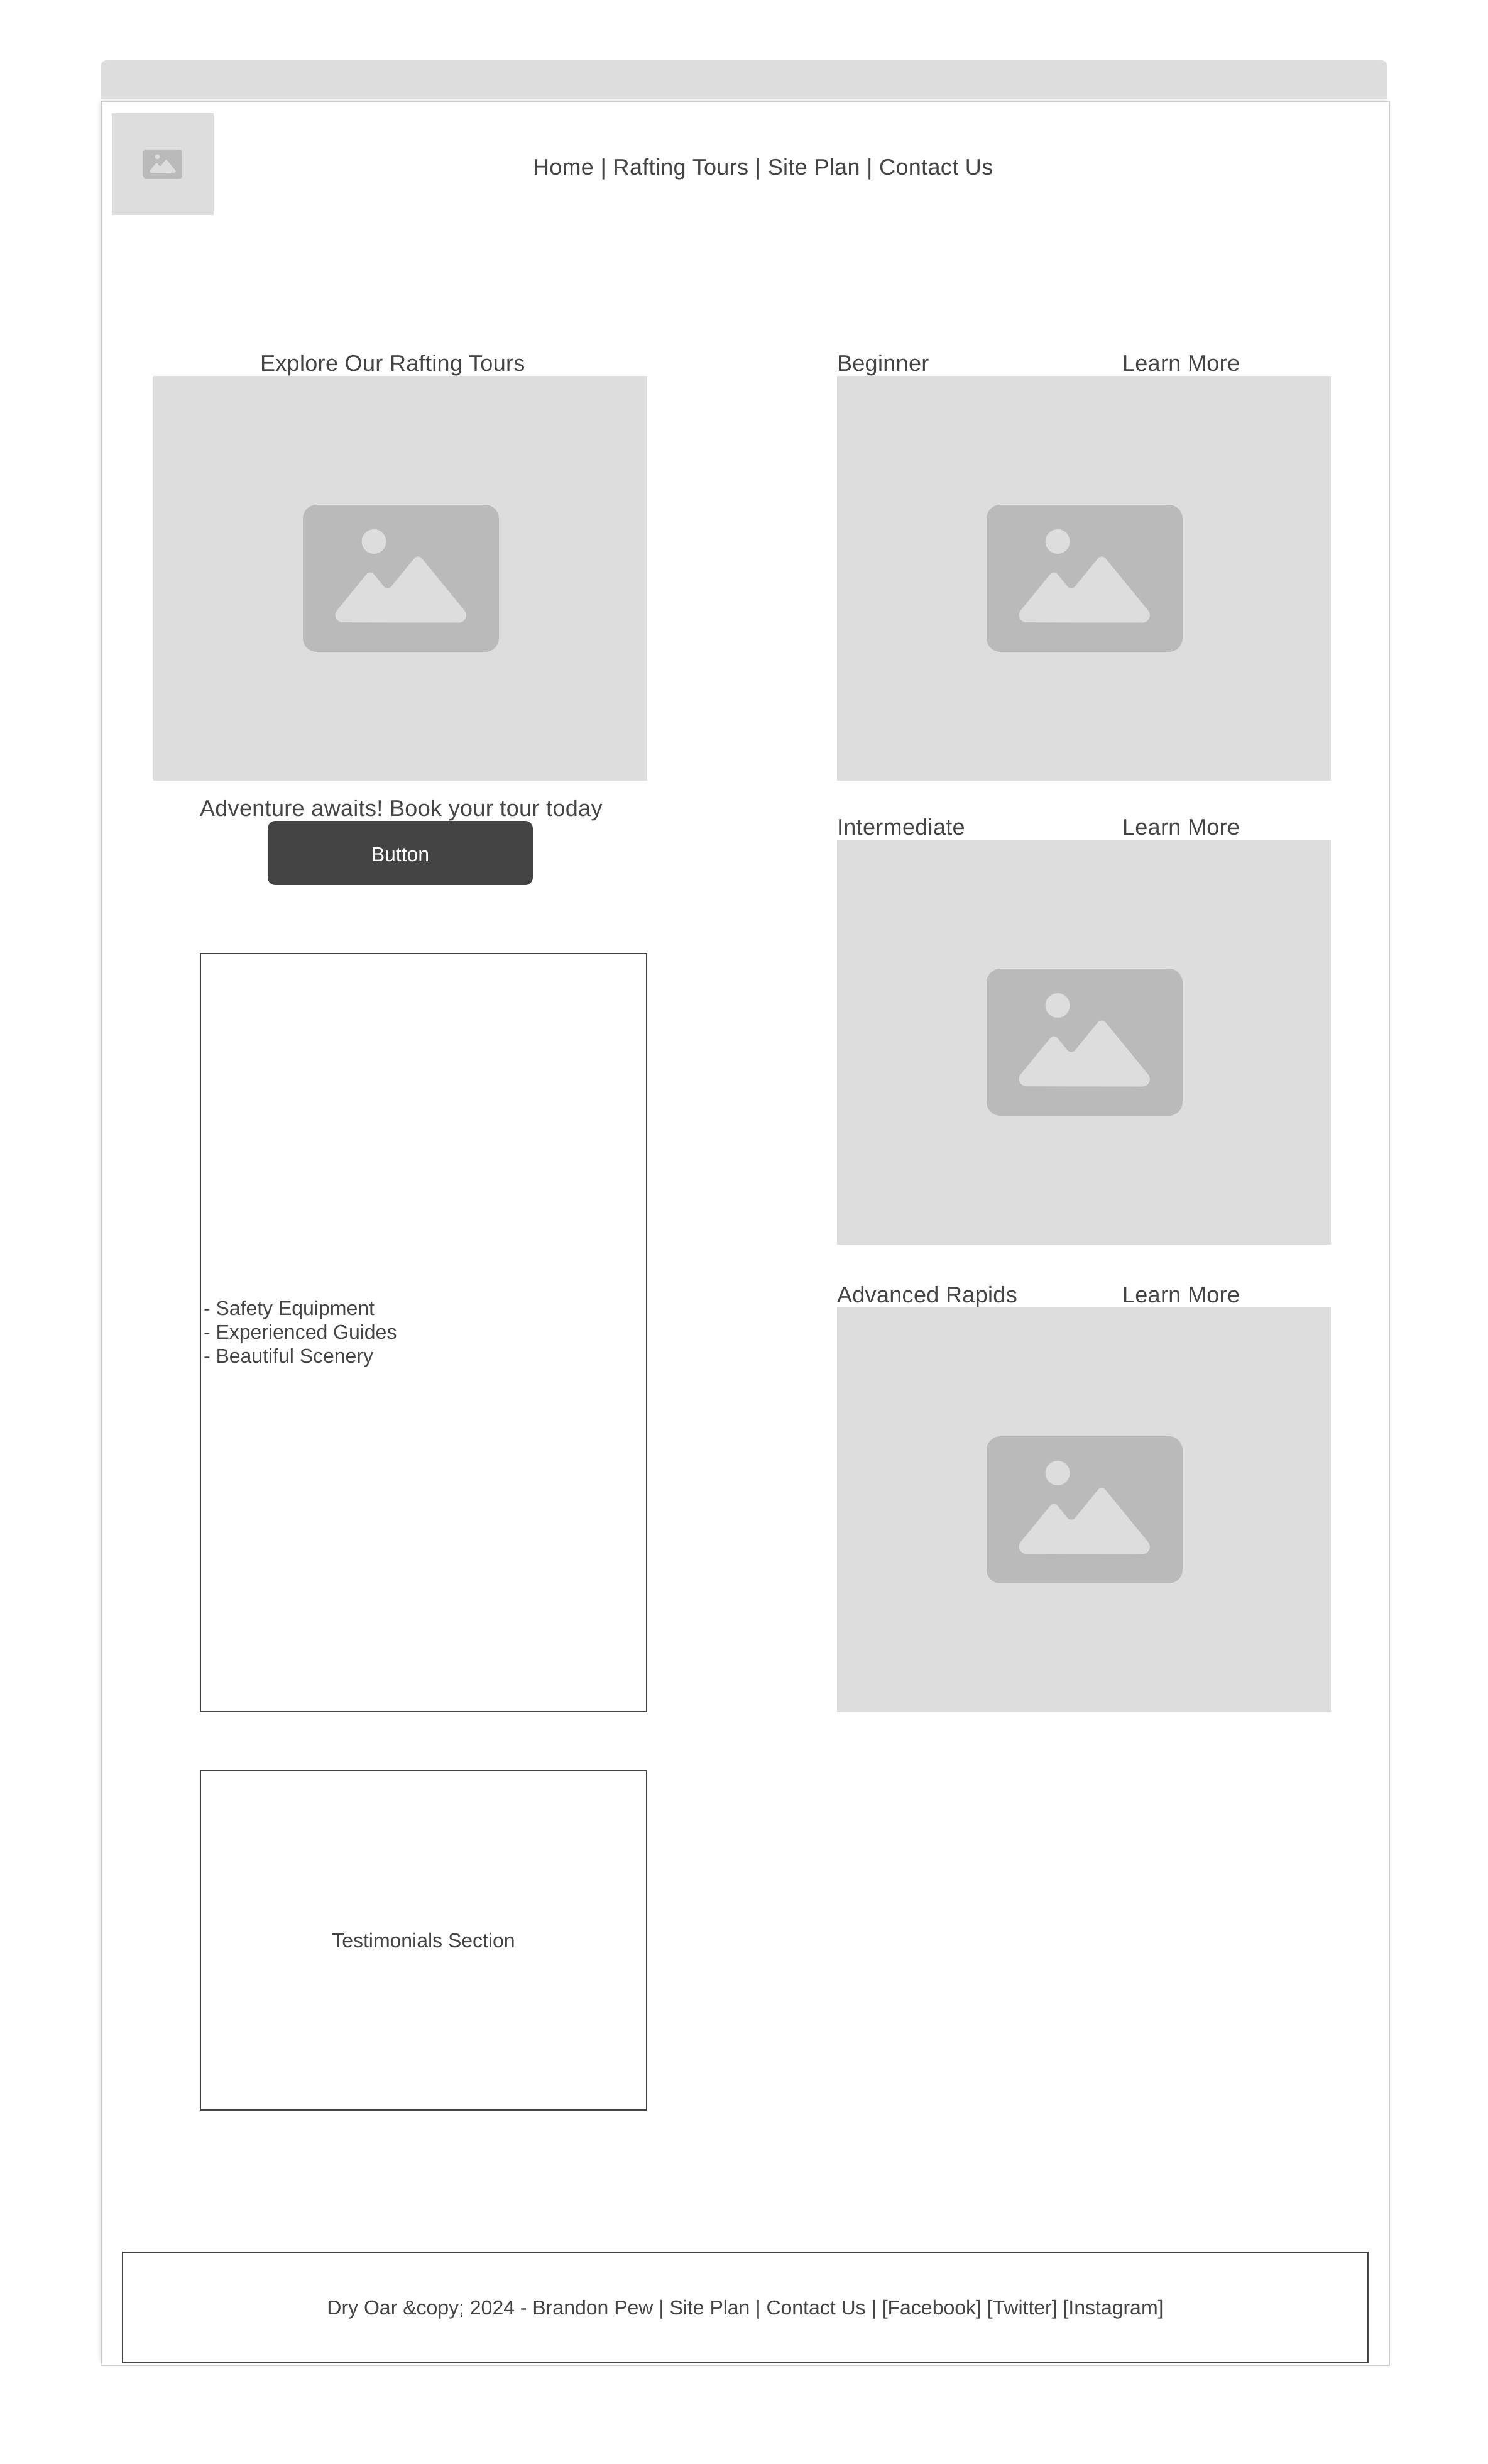 Home | Rafting Tours | Site Plan | Contact Us
Explore Our Rafting Tours
Adventure awaits! Book your tour today
Button
- Safety Equipment
- Experienced Guides
- Beautiful Scenery
Testimonials Section
Beginner
Learn More
Intermediate
Learn More
Advanced Rapids
Learn More
Dry Oar &copy; 2024 - Brandon Pew | Site Plan | Contact Us | [Facebook] [Twitter] [Instagram]